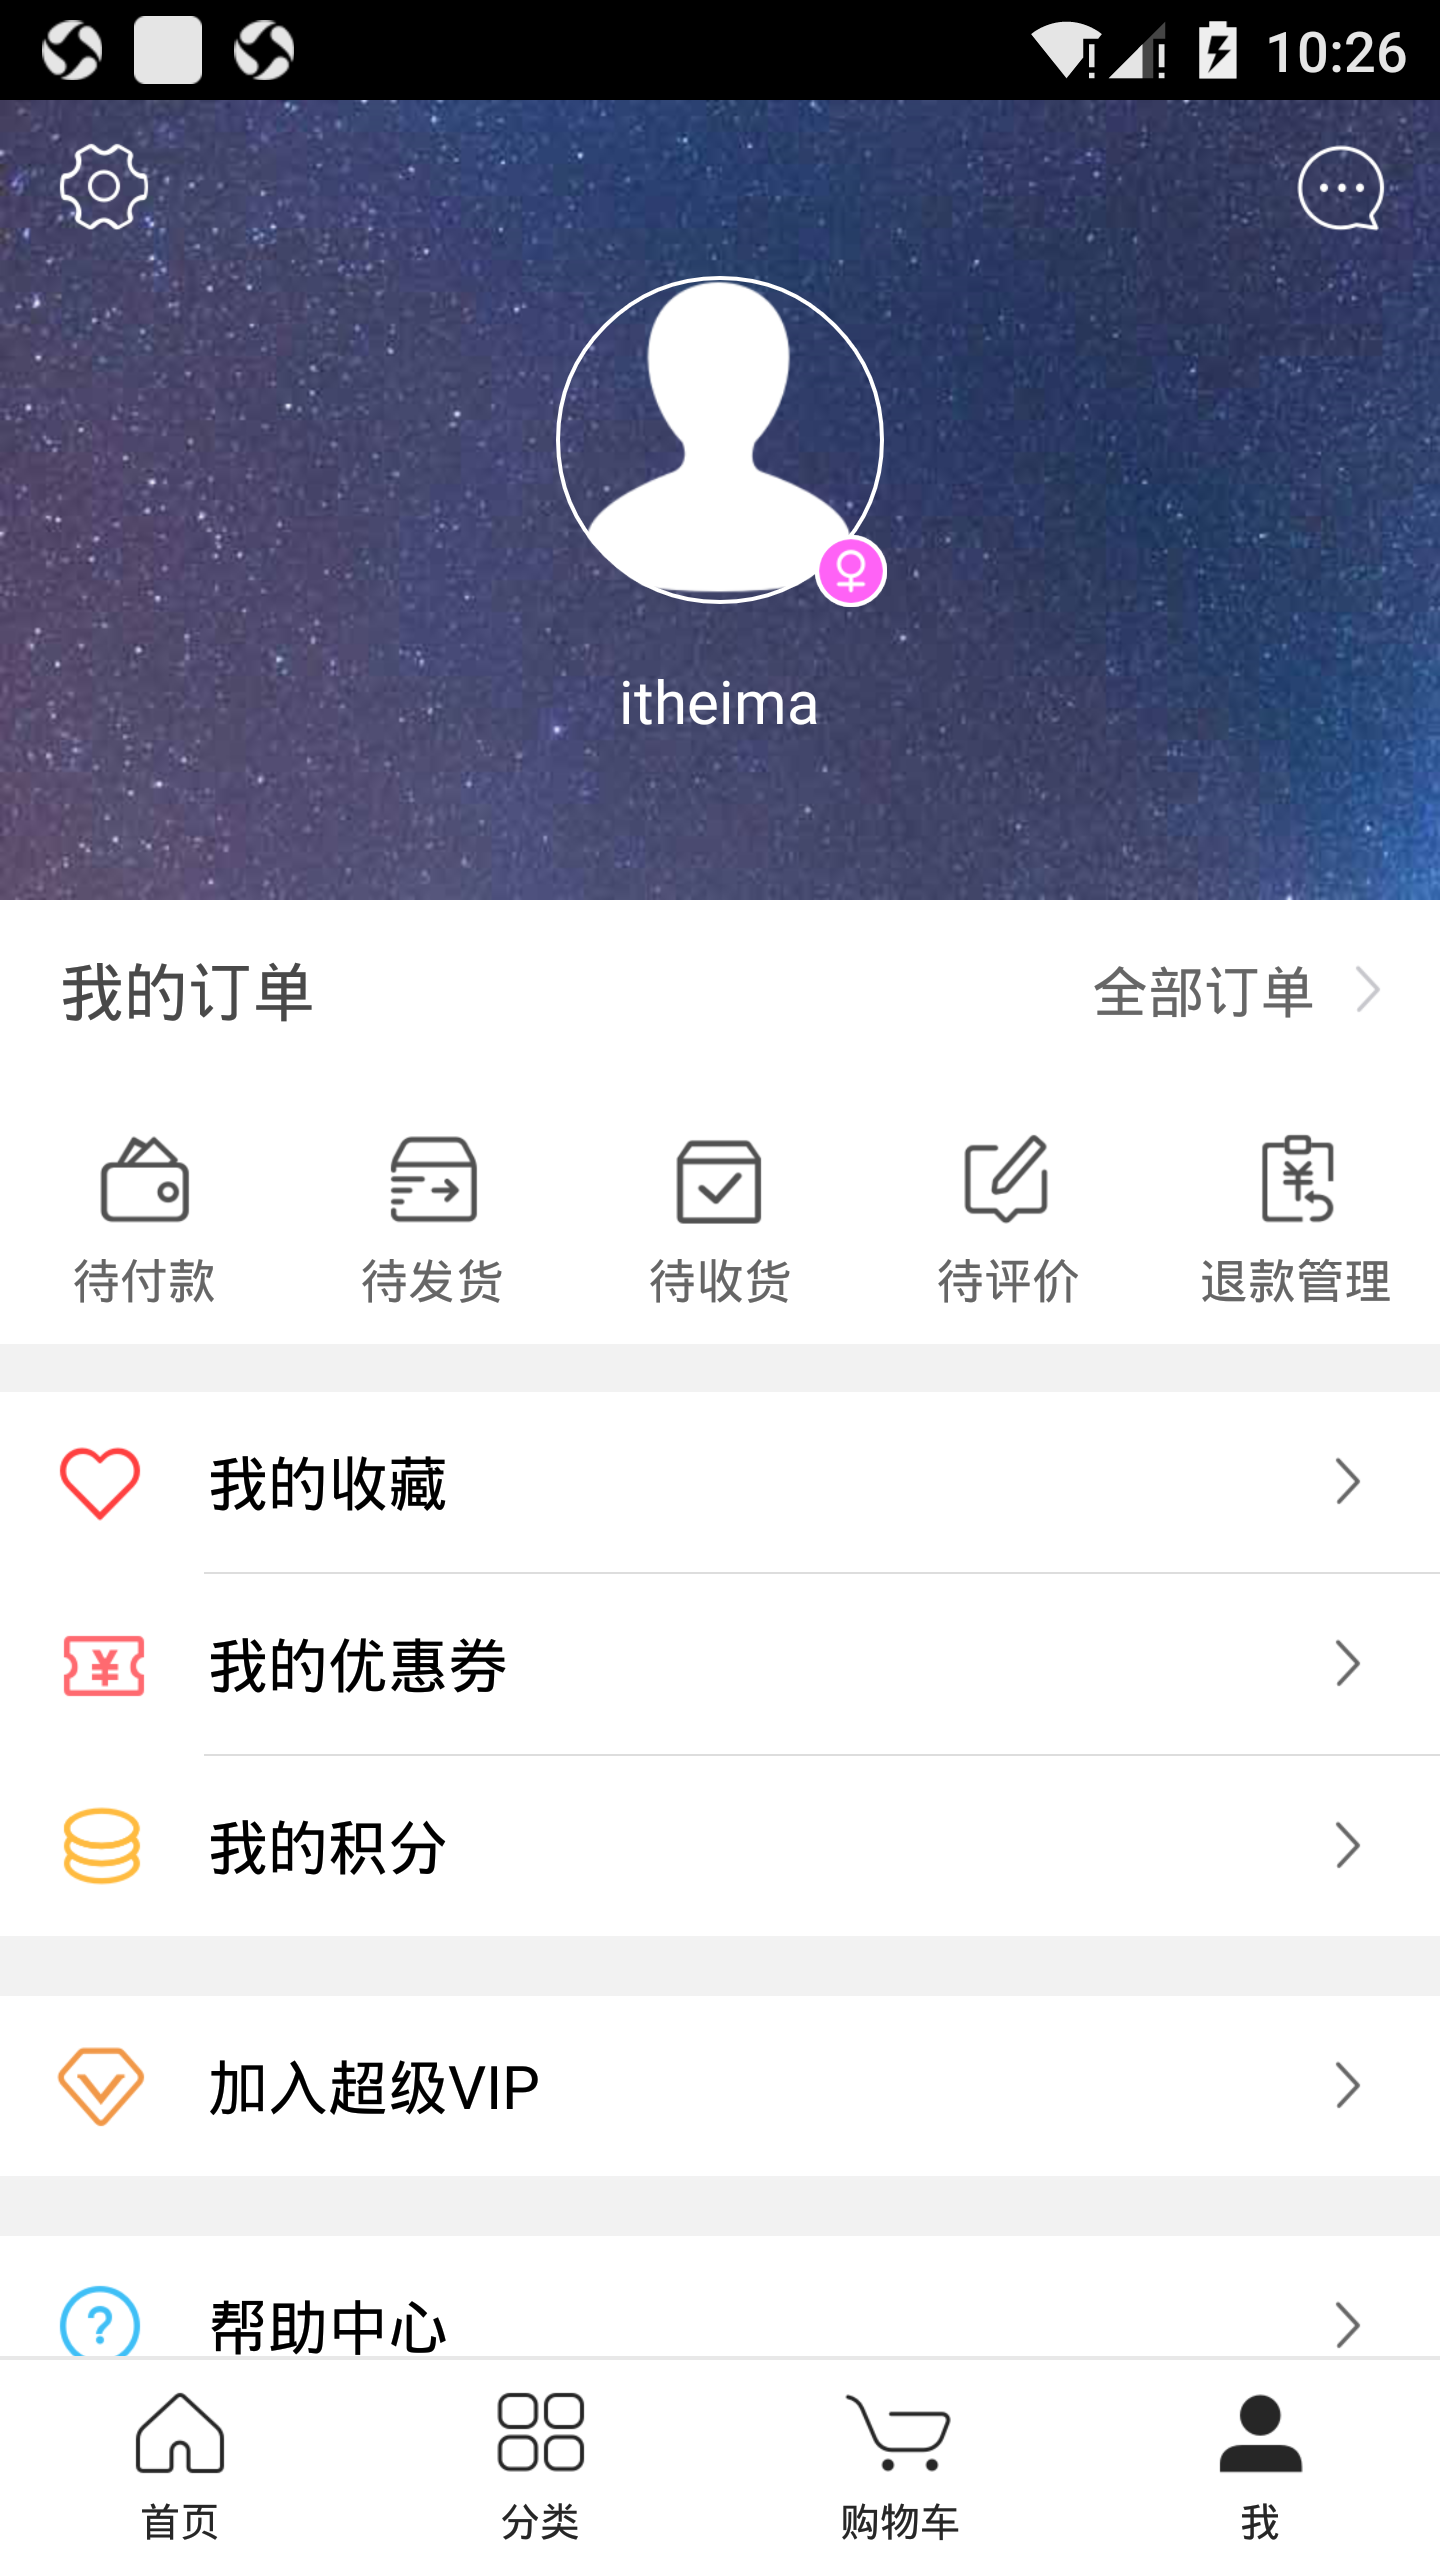 10:26
itheima
我的订单
全部订单
待付款
待发货
待收货
待评价
退款管理
我的收藏
我的优惠券
我的积分
加入超级VIP
帮助中心
首页
分类
购物车
我